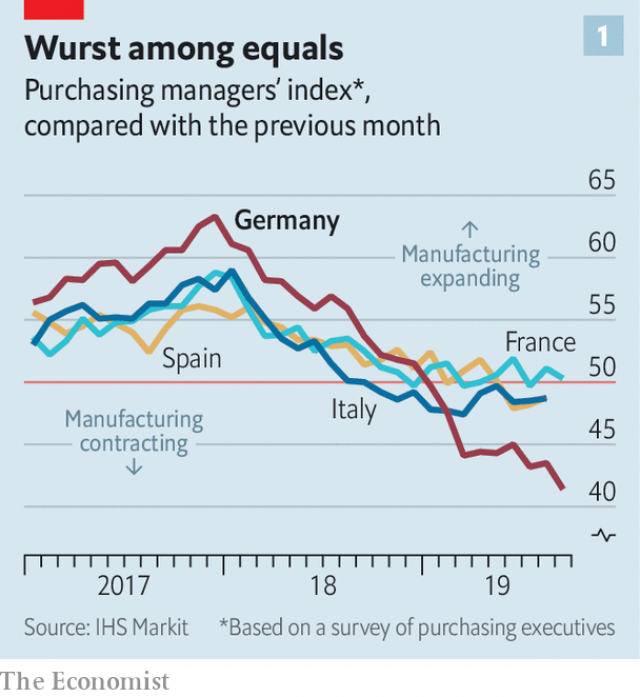 1
Wurst among equals
Purchasing managers’ index*,
compared with the previous month
65
Germany
60
Manufacturing
expanding
55
France
Spain
50
Italy
Manufacturing
contracting
45
40
2017
18
19
Source: IHS Markit
*Based on a survey of purchasing executives
The Economist